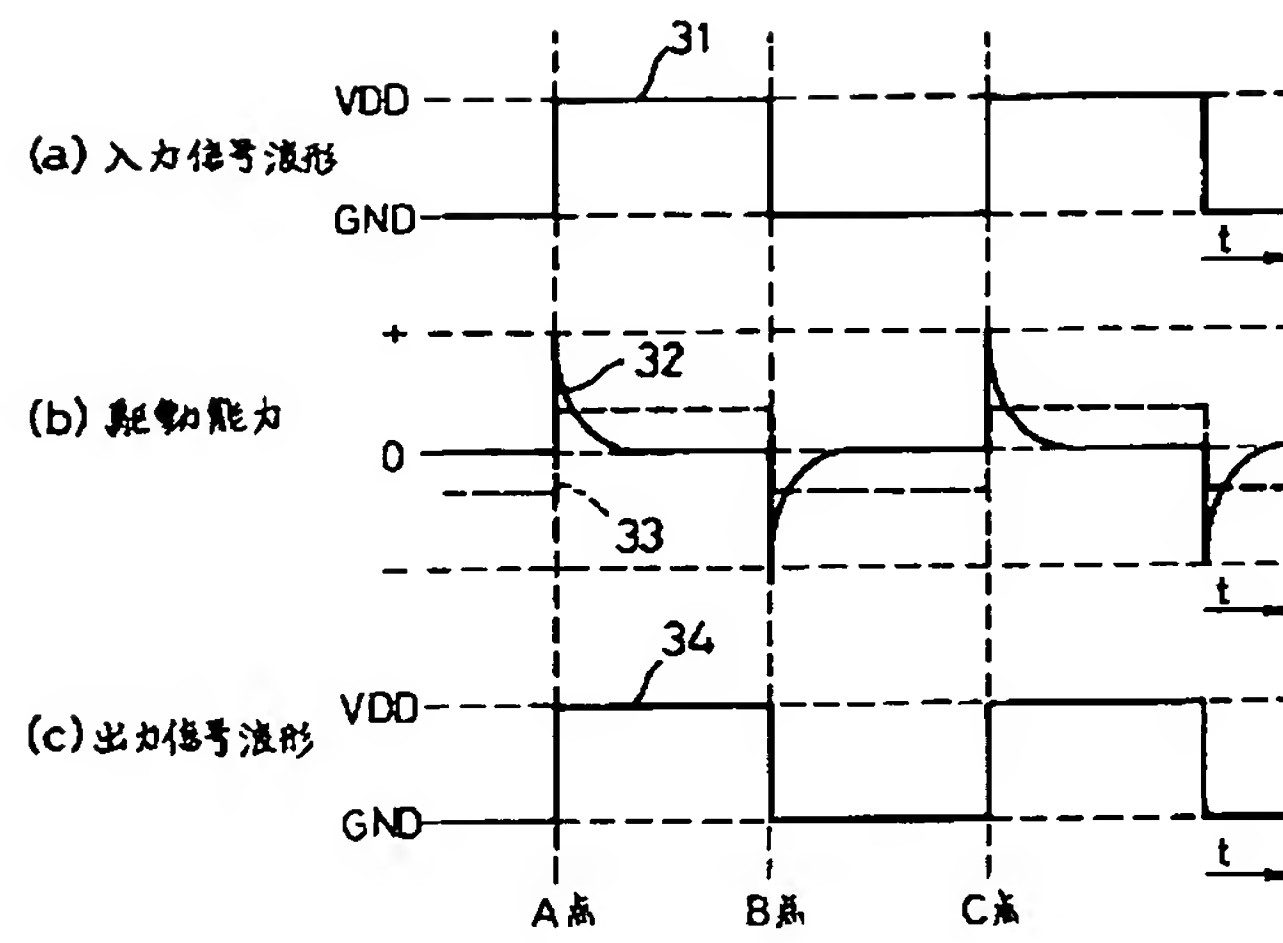 31
VDD
(a) 入力信号波形
GND
t
+
32
(b) 駆動能力
0
33
-
t
34
VDD
(c) 出力信号波形
GND
t
A点
B点
C点